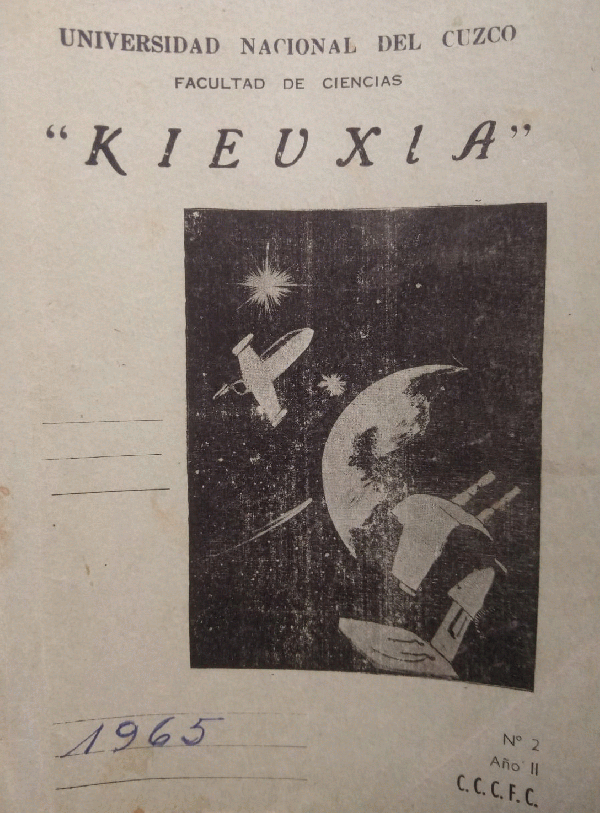 UNIVERSIDAD NACIONAL DEL CUZCO
FACULTAD DE CIENCIAS
“KIEUXIA”
1965
Nº 2
Año II
C. C. C. F. C.